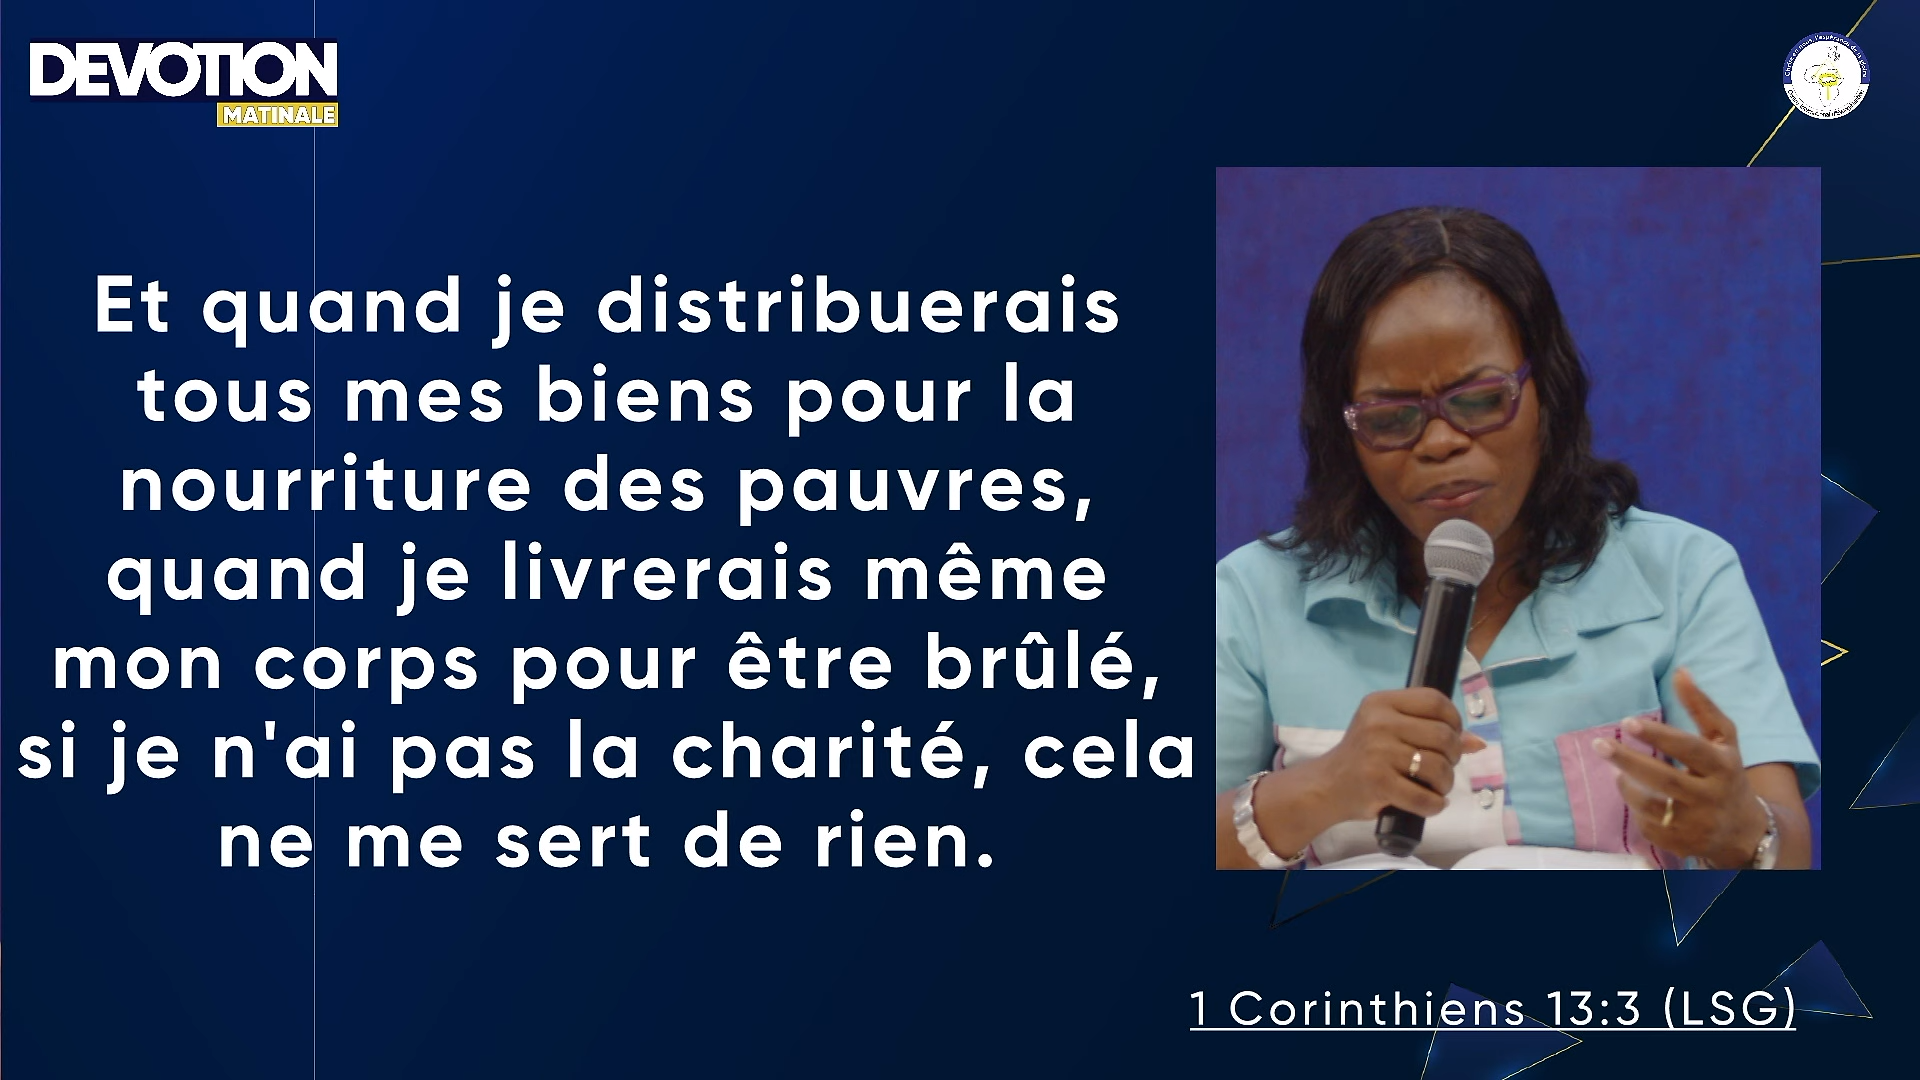 DEVOTION
MATINALE
Et quand je distribuerais
tous mes biens pour la
nourriture des pauvres,
quand je livrerais même
mon corps pour être brûlé,
si je n'ai pas la charité, cela
ne me sert de rien.
1 Corinthiens 13:3 (LSG)